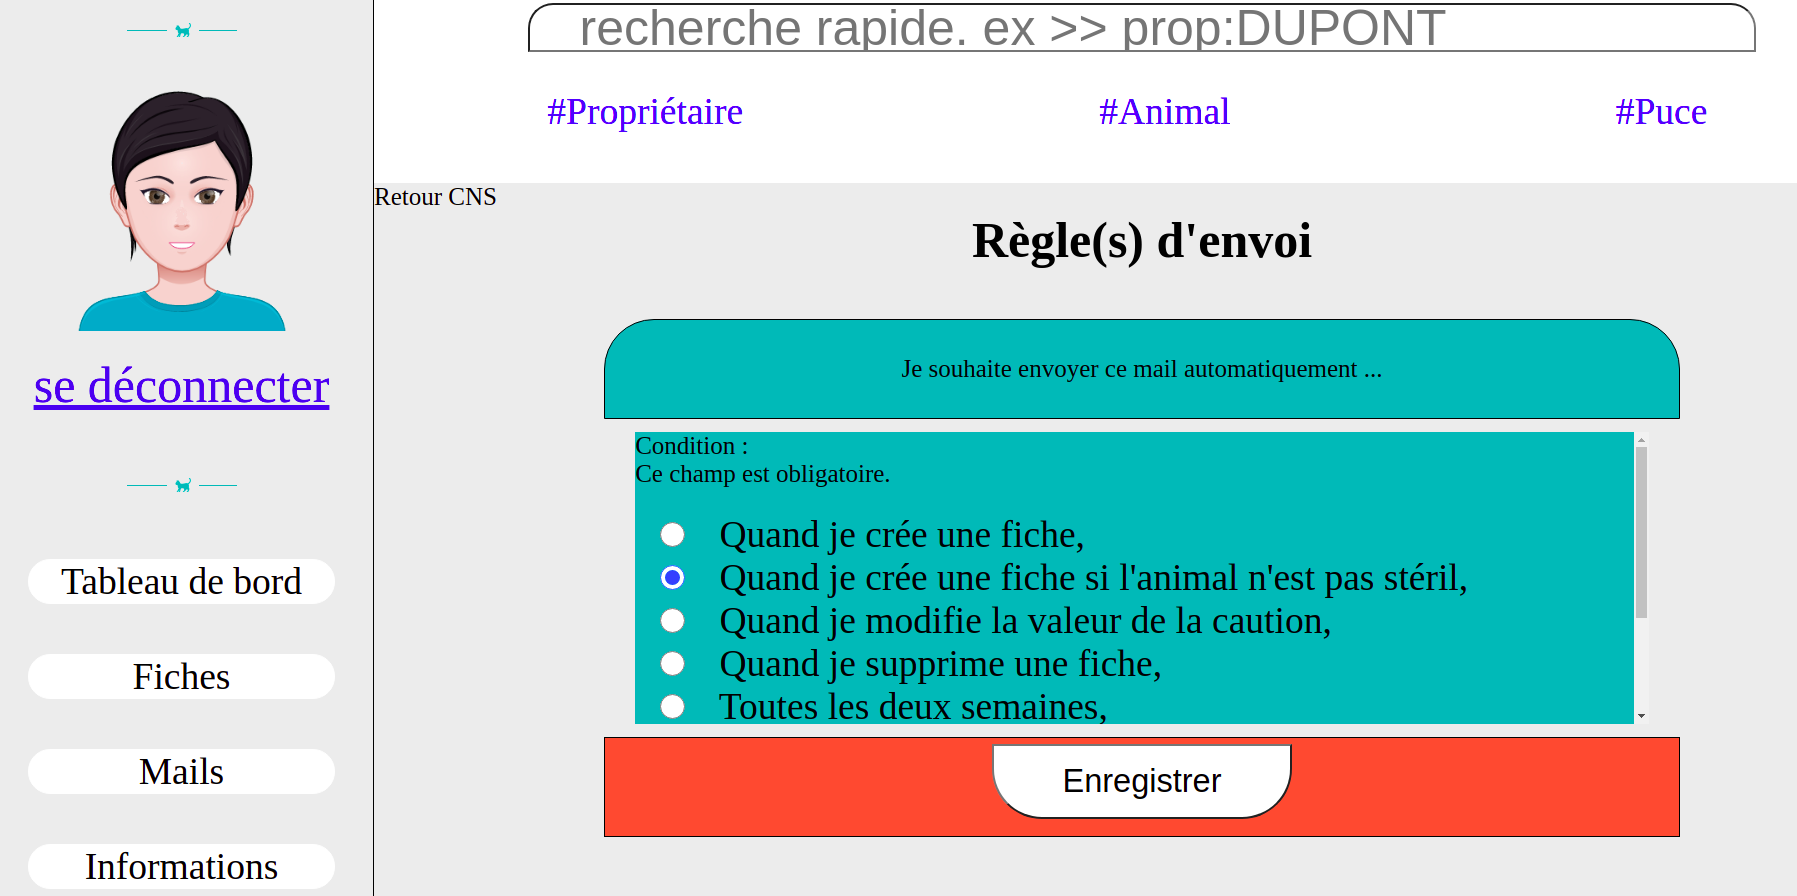 se déconnecter
Tableau de bord
Fiches
Mails
Informations
recherche rapide. ex >> prop:DUPONT
#Propriétaire
#Animal
#Puce
Retour CNS
Règle(s) d'envoi
Je souhaite envoyer ce mail automatiquement ...
Condition :
Ce champ est obligatoire.
Quand je crée une fiche,
Quand je crée une fiche si l'animal n'est pas stéril,
Quand je modifie la valeur de la caution,
Quand je supprime une fiche,
Toutes les deux semaines,
Enregistrer